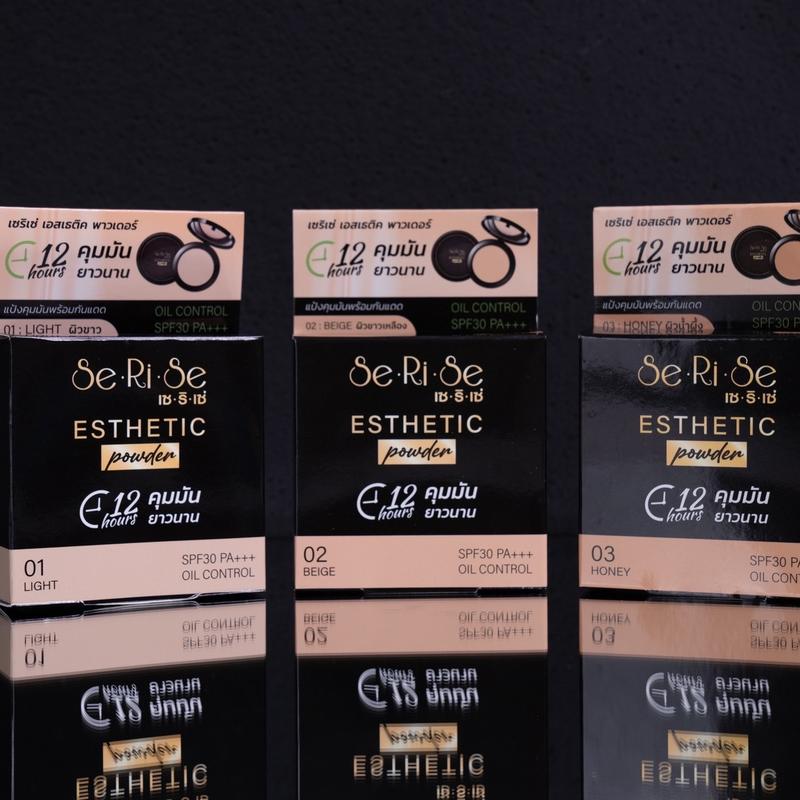 เซริเซ่ เอสเธติค พาวเดอร์
12 hours คุมมัน ยาวนาน
แป้งคุมมันพร้อมกันแดด
OIL CONTROL
01 : LIGHT ผิวขาว
SPF30 PA+++
Se·Ri·Se
เซ·ริ·เซ่
ESTHETIC
powder
12 hours คุมมัน ยาวนาน
01
LIGHT
SPF30 PA+++
OIL CONTROL
เซริเซ่ เอสเธติค พาวเดอร์
12 hours คุมมัน ยาวนาน
แป้งคุมมันพร้อมกันแดด
OIL CONTROL
02 : BEIGE ผิวขาวเหลือง
SPF30 PA+++
Se·Ri·Se
เซ·ริ·เซ่
ESTHETIC
powder
12 hours คุมมัน ยาวนาน
02
BEIGE
SPF30 PA+++
OIL CONTROL
เซริเซ่ เอสเธติค พาวเดอร์
12 hours คุมมัน ยาวนาน
แป้งคุมมันพร้อมกันแดด
OIL CON
03 : HONEY ผิวน้ำผึ้ง
SPF30 P
Se·Ri·Se
เซ·ริ·เซ่
ESTHETIC
powder
12 hours คุมมัน ยาวนาน
03
HONEY
SPF30 PA
OIL CONT